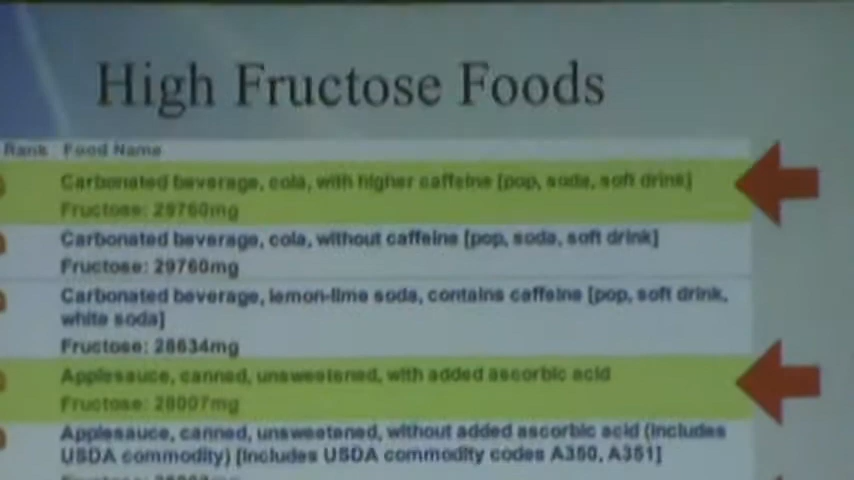 High Fructose Foods
Rank Food Name
Carbonated beverage, cola, with higher caffeine [pop, soda, soft drink]
Fructose: 29760mg
Carbonated beverage, cola, without caffeine [pop, soda, soft drink]
Fructose: 29760mg
Carbonated beverage, lemon-lime soda, contains caffeine [pop, soft drink,
white soda]
Fructose: 28634mg
Applesauce, canned, unsweetened, with added ascorbic acid
Fructose: 28007mg
Applesauce, canned, unsweetened, without added ascorbic acid (includes
USDA commodity) [includes USDA commodity codes A350, A351]